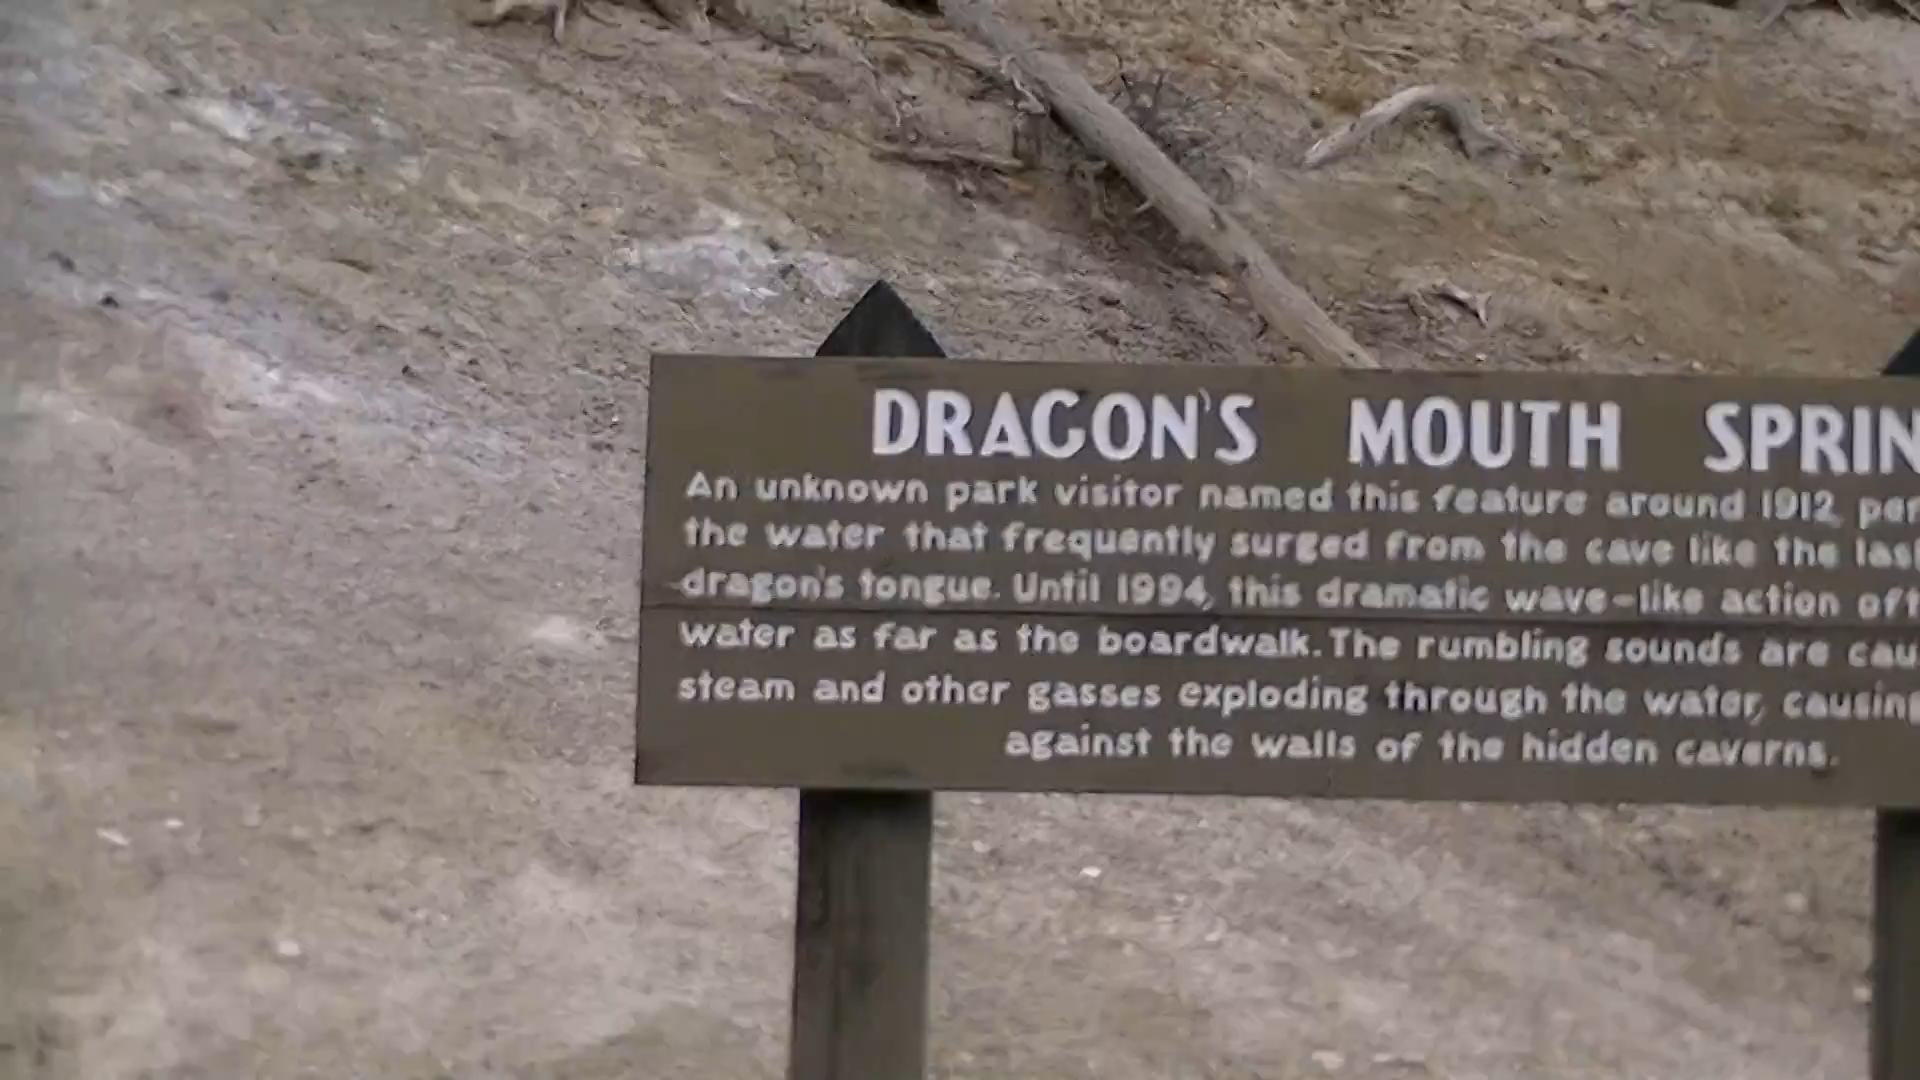 DRAGON'S MOUTH SPRIN
An unknown park visitor named this feature around 1912, per
the water that frequently surged from the cave like the las
dragon's tongue. Until 1994, this dramatic wave-like action oft
water as far as the boardwalk. The rumbling sounds are cau
steam and other gasses exploding through the water, causing
against the walls of the hidden caverns.